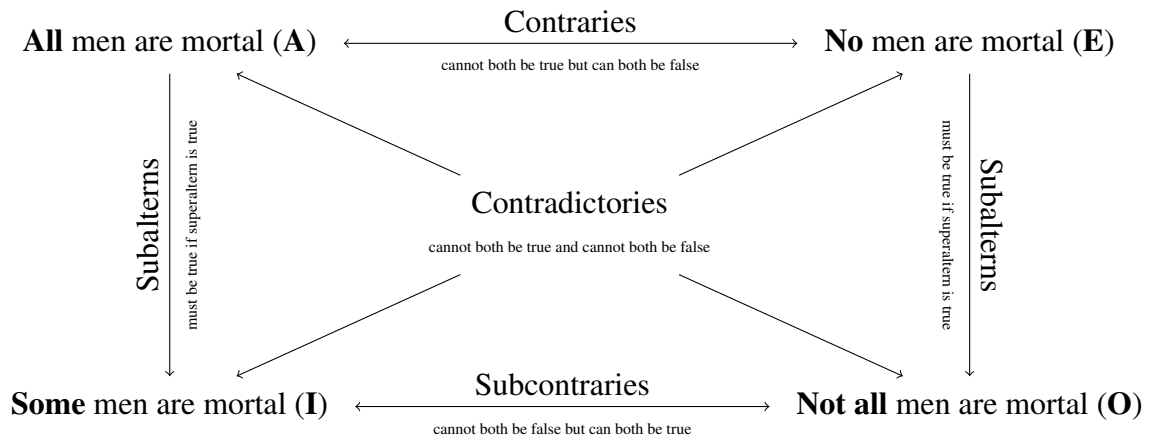 All men are mortal (A)
Contraries
cannot both be true but can both be false
No men are mortal (E)
Subalterns
must be true if superaltern is true
Contradictories
cannot both be true and cannot both be false
must be true if superaltern is true
Subalterns
Some men are mortal (I)
Subcontraries
cannot both be false but can both be true
Not all men are mortal (O)